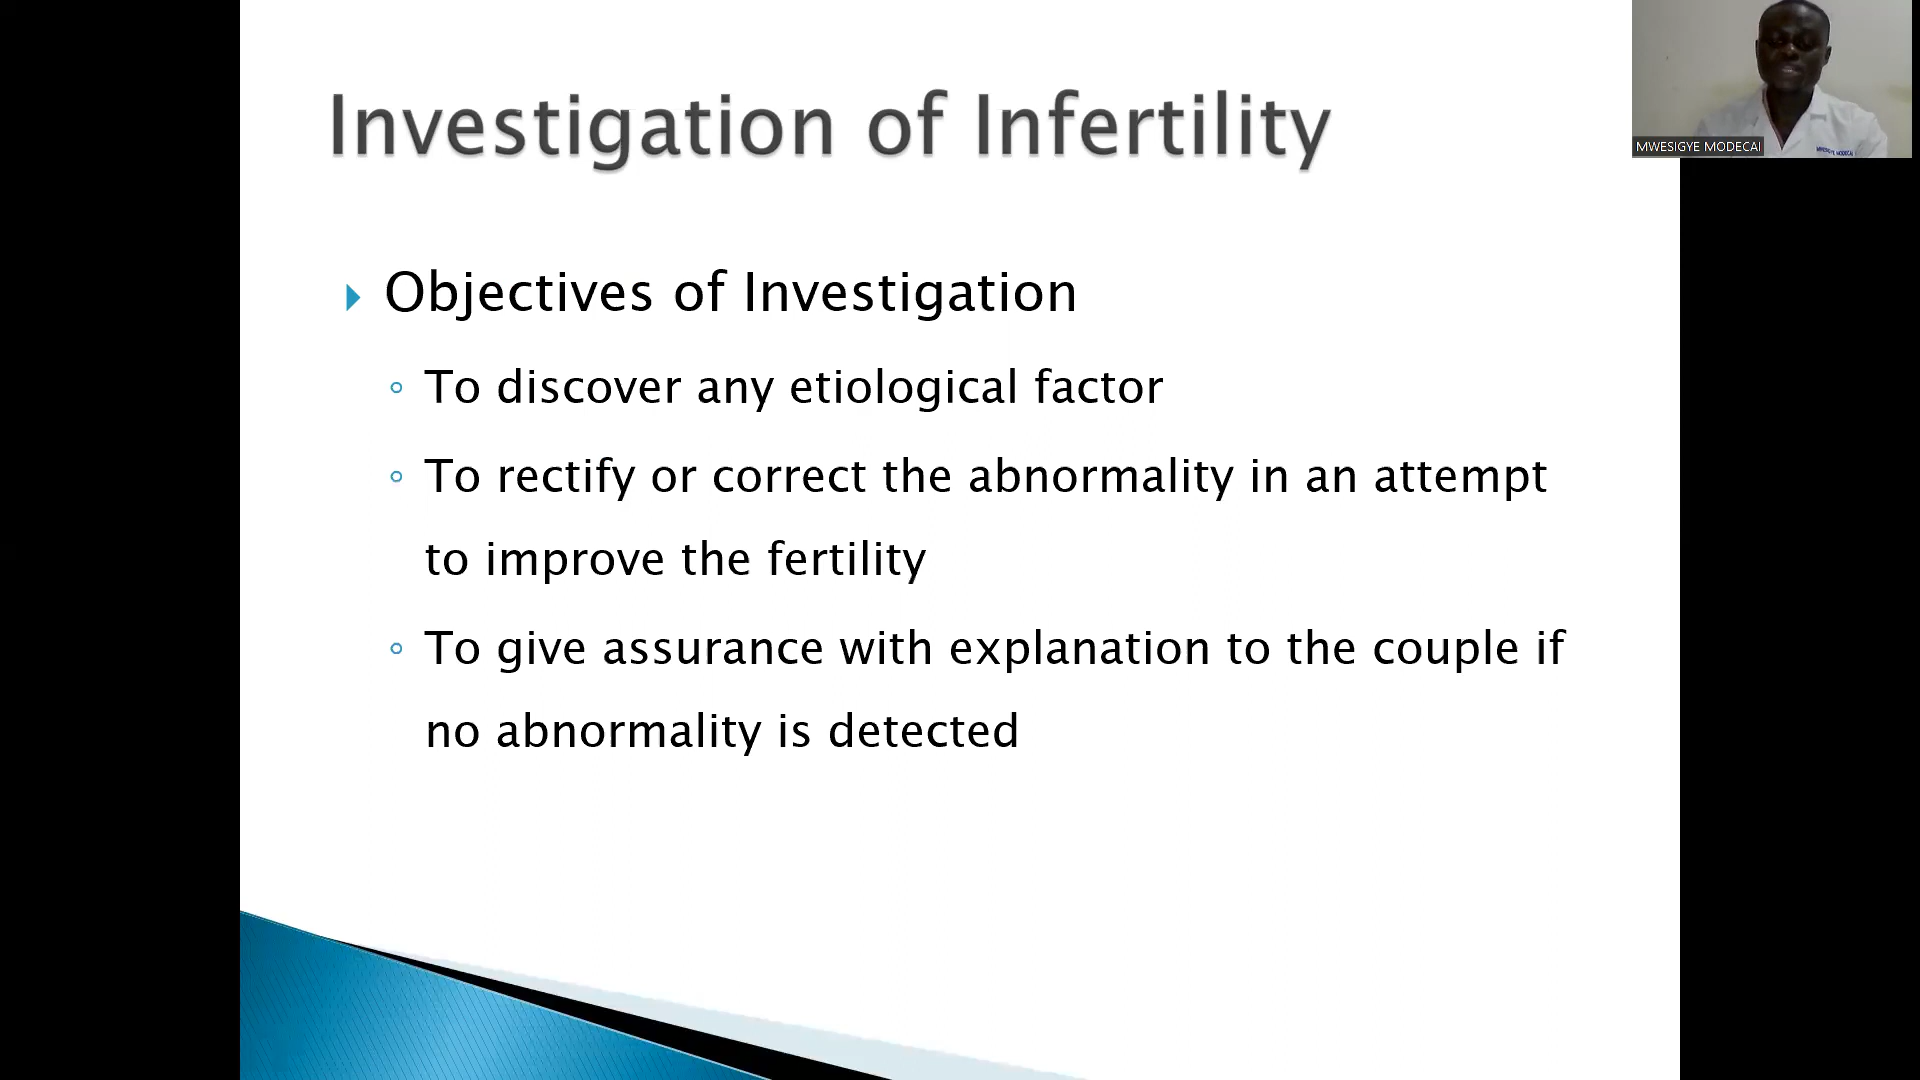 Investigation of Infertility
MWESIGYE MODECAI
MWESIGYE MODECAI
Objectives of Investigation
To discover any etiological factor
To rectify or correct the abnormality in an attempt
to improve the fertility
To give assurance with explanation to the couple if
no abnormality is detected